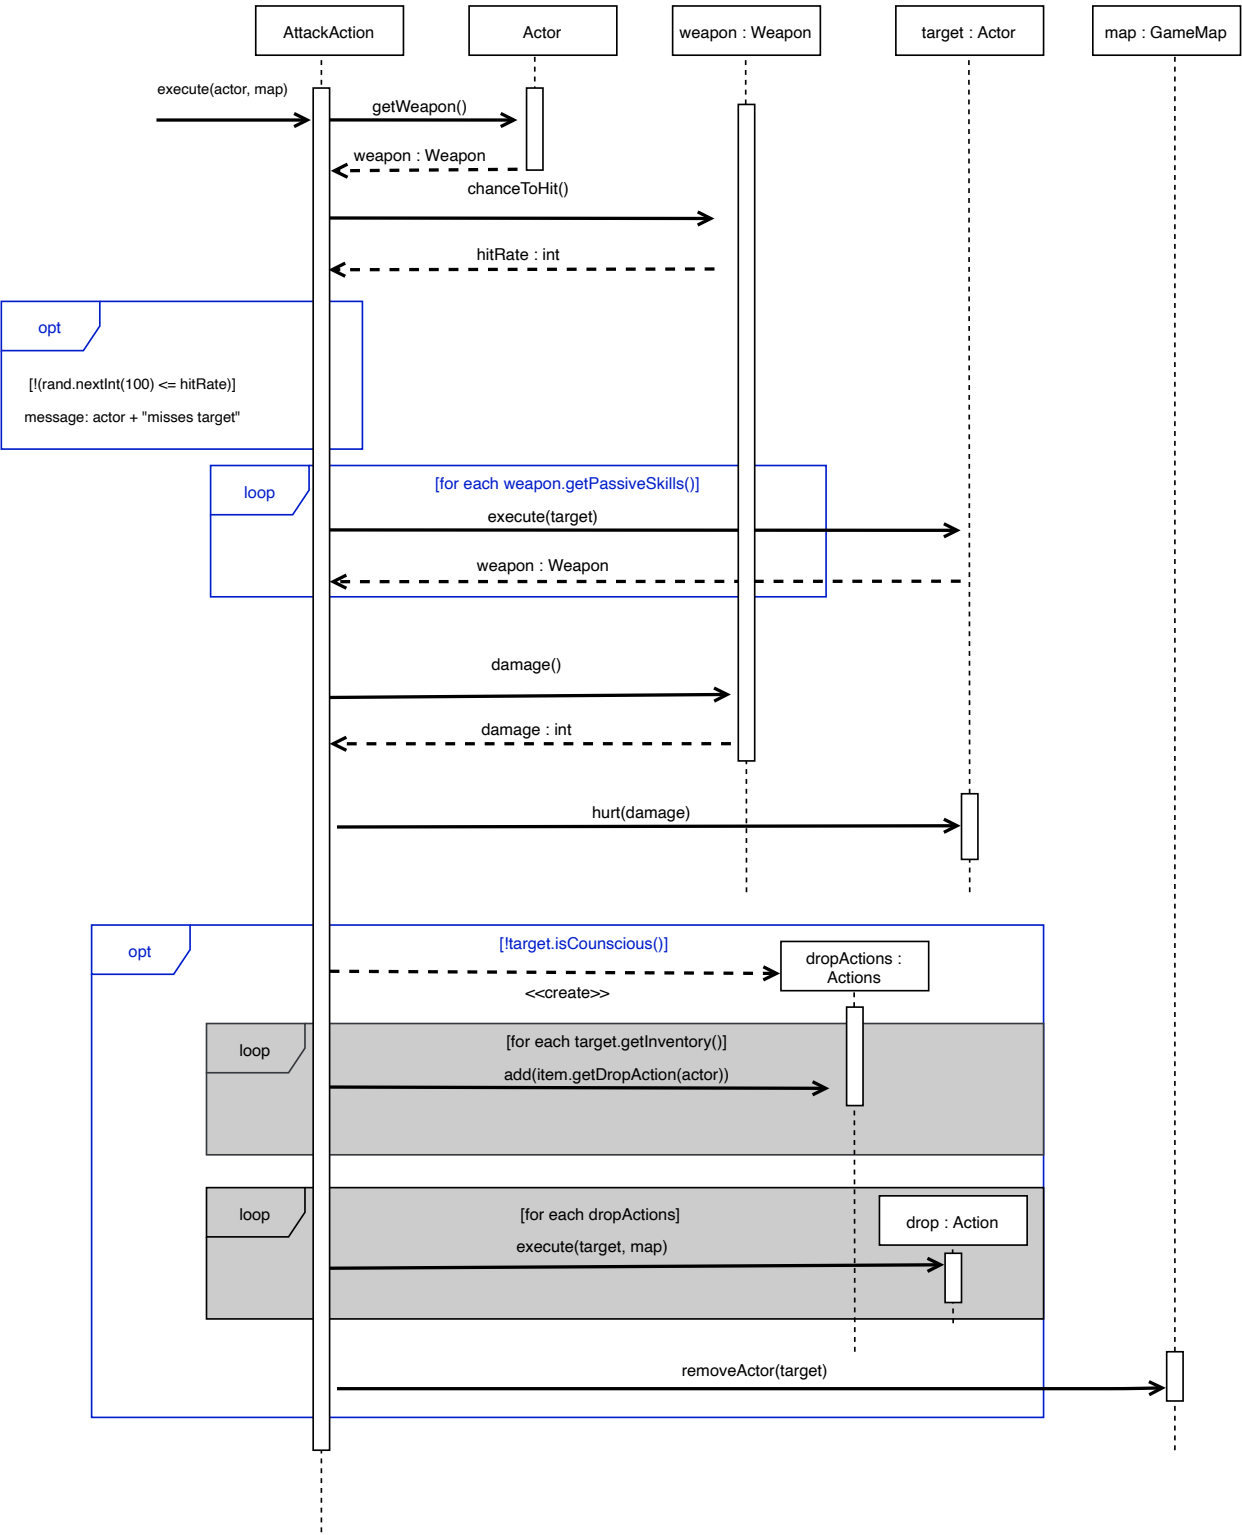 AttackAction
Actor
weapon : Weapon
target : Actor
map : GameMap
execute(actor, map)
getWeapon()
weapon : Weapon
chanceToHit()
hitRate : int
opt
[!(rand.nextInt(100) <= hitRate)]
message: actor + "misses target"
loop
[for each weapon.getPassiveSkills()]
execute(target)
weapon : Weapon
damage()
damage : int
hurt(damage)
opt
[!target.isCounscious()]
dropActions :
Actions
<<create>>
loop
[for each target.getInventory()]
add(item.getDropAction(actor))
loop
[for each dropActions]
drop : Action
execute(target, map)
removeActor(target)